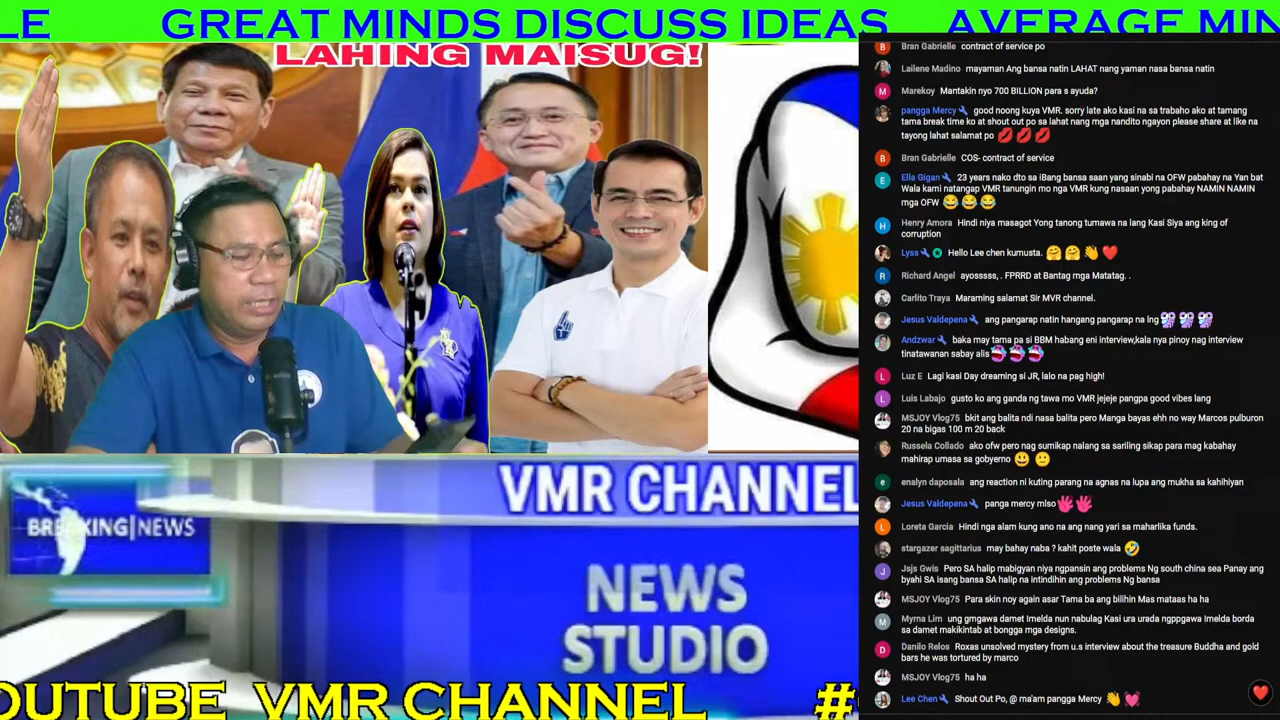 LE GREAT MINDS DISCUSS IDEAS AVERAGE MIN
LAHING MAISUG!
VMR CHANNEL
BREAKING|NEWS
NEWS
STUDIO
OUTUBE VMR CHANNEL #
B Bran Gabrielle contract of service po
Lailene Madino mayaman Ang bansa natin LAHAT nang yaman nasa bansa natin
M Marekoy Mantakin nyo 700 BILLION para s ayuda?
pangga Mercy good noong kuya VMR. sorry late ako kasi na sa trabaho ako at tamang
tama break time ko at shout out po sa lahat nang mga nandito ngayon please share at like na
tayong lahat salamat po 💋💋💋
B Bran Gabrielle COS- contract of service
E Ella Gigan 23 years nako dto sa iBang bansa saan yang sinabi na OFW pabahay na Yan bat
Wala kami natangap VMR tanungin mo nga VMR kung nasaan yong pabahay NAMIN NAMIN
mga OFW 😂😂😂
H Henry Amora Hindi niya masagot Yong tanong tumawa na lang Kasi Siya ang king of
corruption
Lyss Hello Lee chen kumusta. 🤗🤗👋❤️
R Richard Angel ayosssss, . FPRRD at Bantag mga Matatag. .
Carlito Traya Maraming salamat Sir MVR channel.
Jesus Valdepena ang pangarap natin hangang pangarap na lng
Andzwar baka may tama pa si BBM habang eni interview,kala nya pinoy nag interview
tinatawanan sabay alis
L Luz E Lagi kasi Day dreaming si JR, lalo na pag high!
L Luis Labajo gusto ko ang ganda ng tawa mo VMR jejeje pangpa good vibes lang
MSJOY Vlog75 bkit ang balita ndi nasa balita pero Manga bayas ehh no way Marcos pulburon
20 na bigas 100 m 20 back
Russela Collado ako ofw pero nag sumikap nalang sa sariling sikap para mag kabahay
mahirap umasa sa gobyerno 😃 🙂
e enalyn daposala ang reaction ni kuting parang na agnas na lupa ang mukha sa kahihiyan
Jesus Valdepena panga mercy mlso
L Loreta Garcia Hindi nga alam kung ano na ang nang yari sa maharlika funds.
stargazer sagittarius may bahay naba ? kahit poste wala 🤣
J Jsjs Gwis Pero SA halip mabigyan niya ngpansin ang problems Ng south china sea Panay ang
byahi SA isang bansa SA halip na intindihin ang problems Ng bansa
MSJOY Vlog75 Para skin noy again asar Tama ba ang bilihin Mas mataas ha ha
M Myrna Lim ung gmgawa damet Imelda nun nabulag Kasi ura urada ngppgawa Imelda borda
sa damet makikintab at bongga mga designs.
D Danilo Relos Roxas unsolved mystery from u.s interview about the treasure Buddha and gold
bars he was tortured by marco
MSJOY Vlog75 ha ha
Lee Chen Shout Out Po, @ ma'am pangga Mercy 👋💓